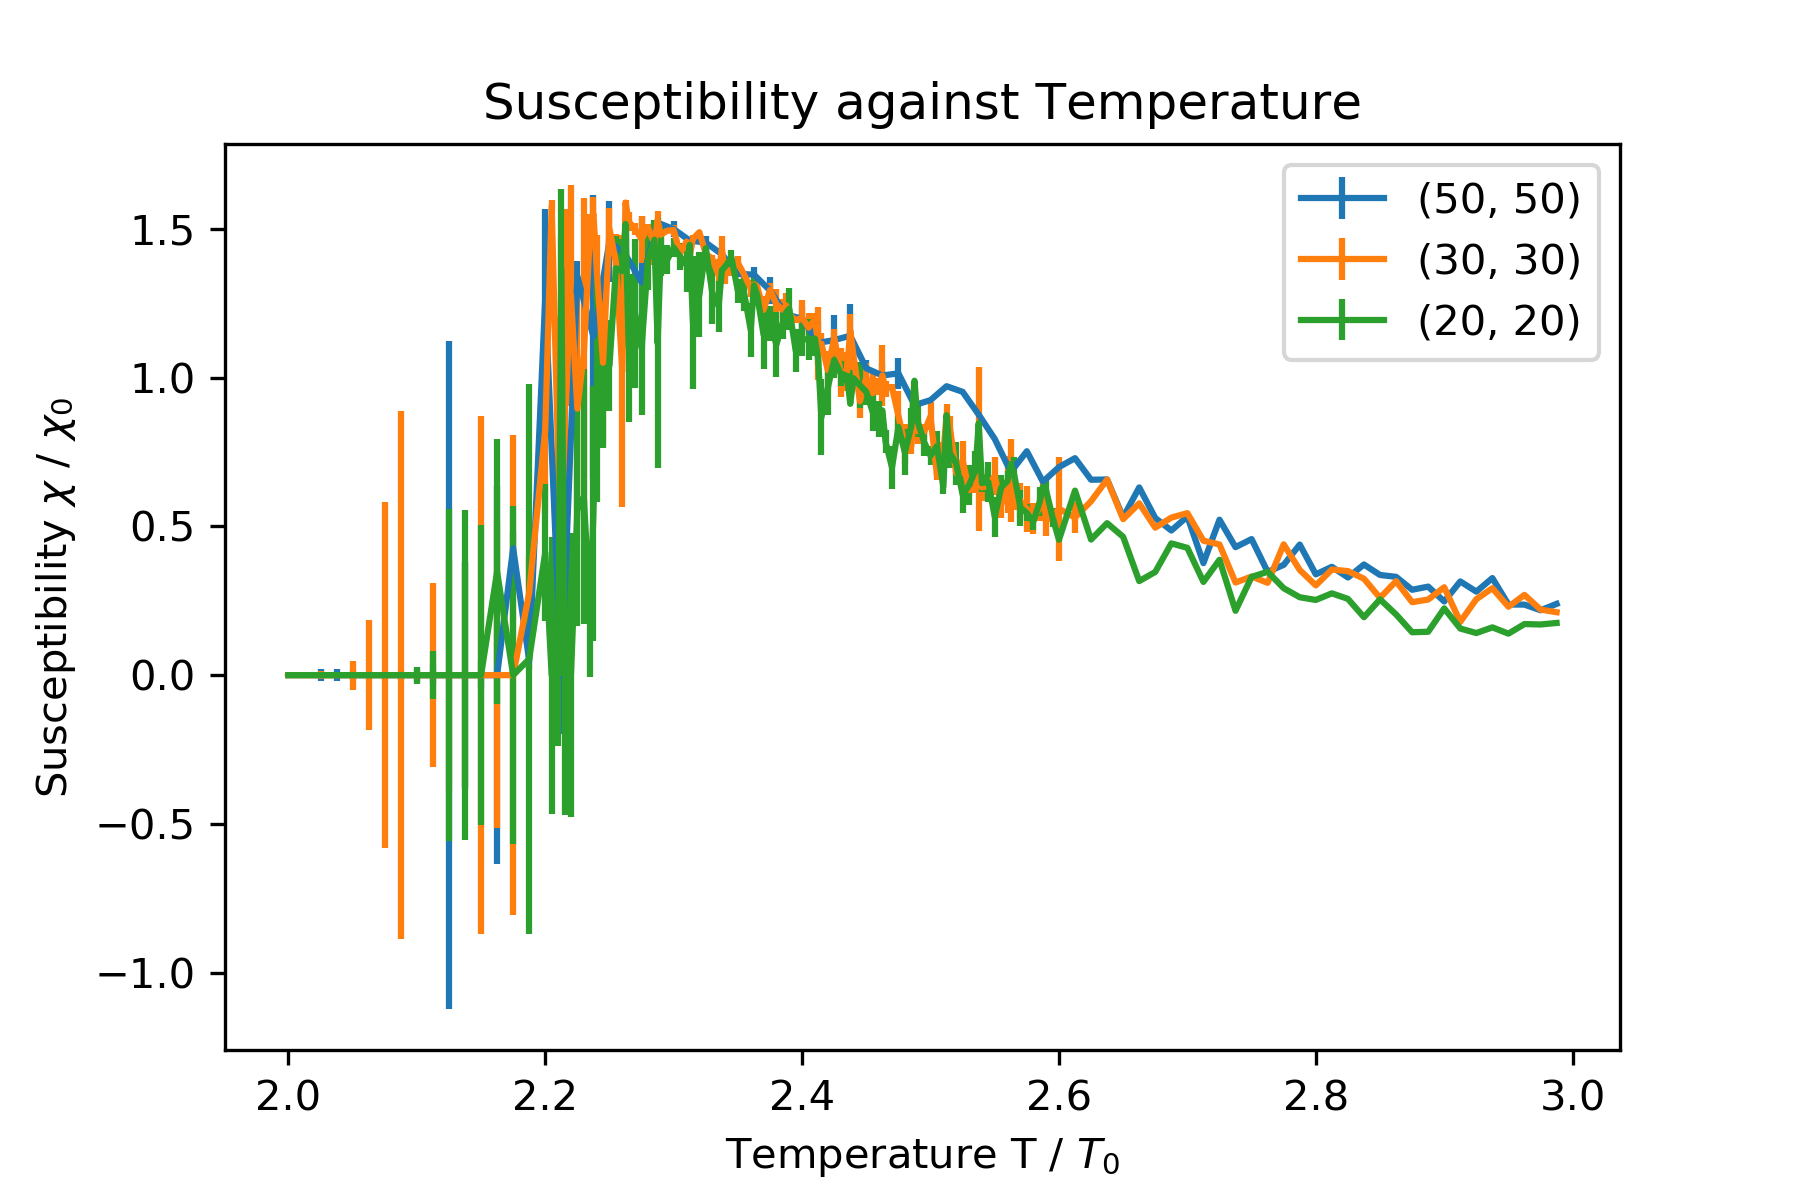 Susceptibility against Temperature
(50, 50)
(30, 30)
(20, 20)
Susceptibility χ / χ₀
1.5
1.0
0.5
0.0
−0.5
−1.0
2.0 2.2 2.4 2.6 2.8 3.0
Temperature T / T₀